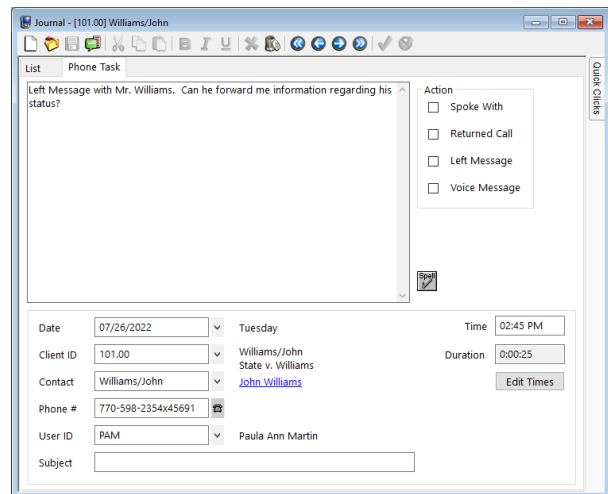 Journal - [101.00] Williams/John
B I U
List Phone Task
Quick Clicks
Left Message with Mr. Williams.  Can he forward me information regarding his
status?
Action
Spoke With
Returned Call
Left Message
Voice Message
Spell
Date 07/26/2022 Tuesday Time 02:45 PM
Client ID 101.00 Williams/John Duration 0:00:25
State v. Williams
Contact Williams/John John Williams Edit Times
Phone # 770-598-2354x45691
User ID PAM Paula Ann Martin
Subject